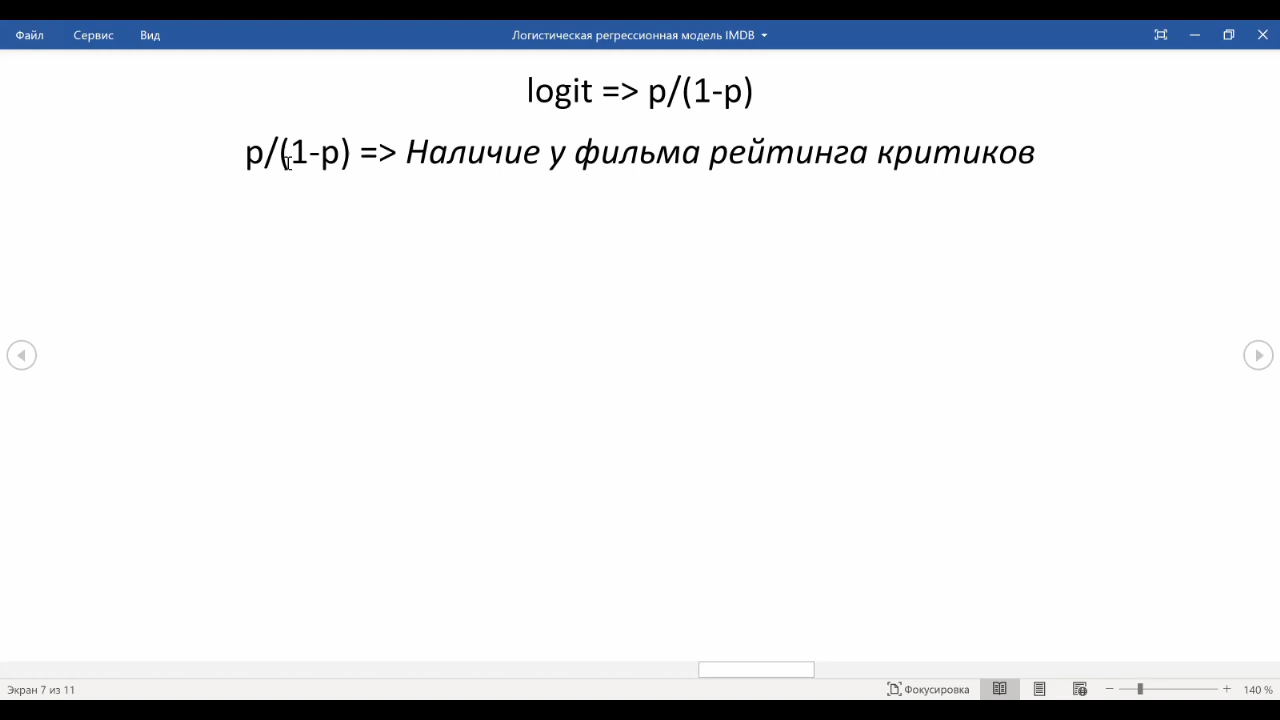 Файл Сервис Вид Логистическая регрессионная модель IMDB
logit => p/(1-p)
p/(1-p) => Наличие у фильма рейтинга критиков
Экран 7 из 11 Фокусировка 140 %